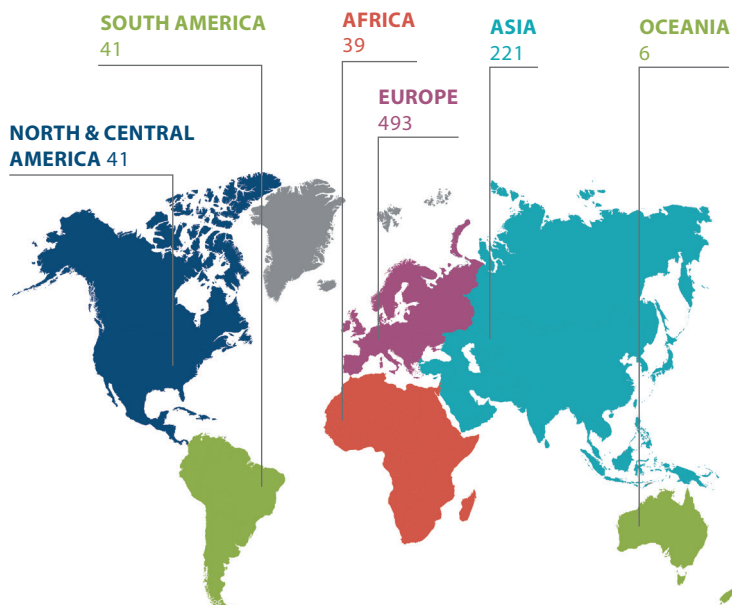 SOUTH AMERICA
41
AFRICA
39
ASIA
221
OCEANIA
6
EUROPE
493
NORTH & CENTRAL
AMERICA 41